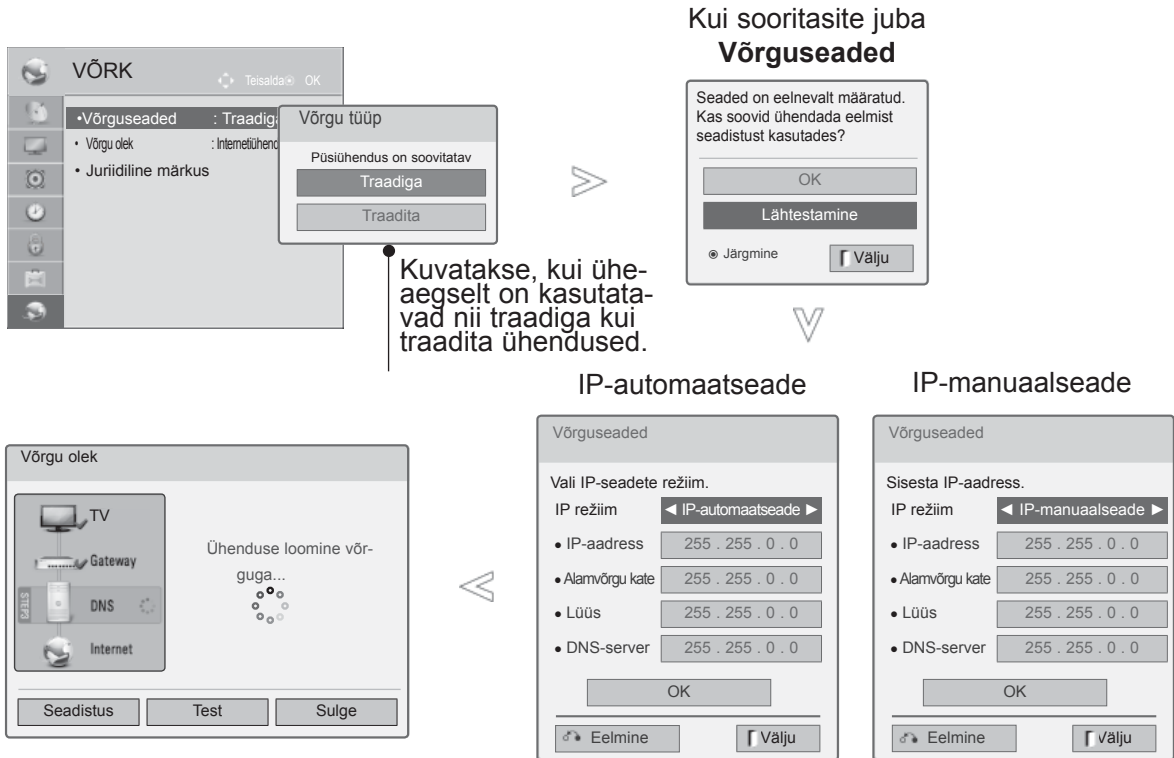 Kui sooritasite juba
Võrguseaded
VÕRK
Teisalda OK
•Võrguseaded : Traadiga
• Võrgu olek : Internetiühend
• Juriidiline märkus
Võrgu tüüp
Püsiühendus on soovitatav
Traadiga
Traadita
Kuvatakse, kui ühe-
aegselt on kasutata-
vad nii traadiga kui
traadita ühendused.
Seaded on eelnevalt määratud.
Kas soovid ühendada eelmist
seadistust kasutades?
OK
Lähtestamine
◉ Järgmine
Välju
IP-automaatseade
Võrguseaded
Vali IP-seadete režiim.
IP režiim ◄ IP-automaatseade ►
• IP-aadress 255 . 255 . 0 . 0
• Alamvõrgu kate 255 . 255 . 0 . 0
• Lüüs 255 . 255 . 0 . 0
• DNS-server 255 . 255 . 0 . 0
OK
Eelmine Välju
IP-manuaalseade
Võrguseaded
Sisesta IP-aadress.
IP režiim ◄ IP-manuaalseade ►
• IP-aadress 255 . 255 . 0 . 0
• Alamvõrgu kate 255 . 255 . 0 . 0
• Lüüs 255 . 255 . 0 . 0
• DNS-server 255 . 255 . 0 . 0
OK
Eelmine Välju
Võrgu olek
TV
Gateway
STEP3
DNS
Internet
Ühenduse loomine võr-
guga...
Seadistus Test Sulge